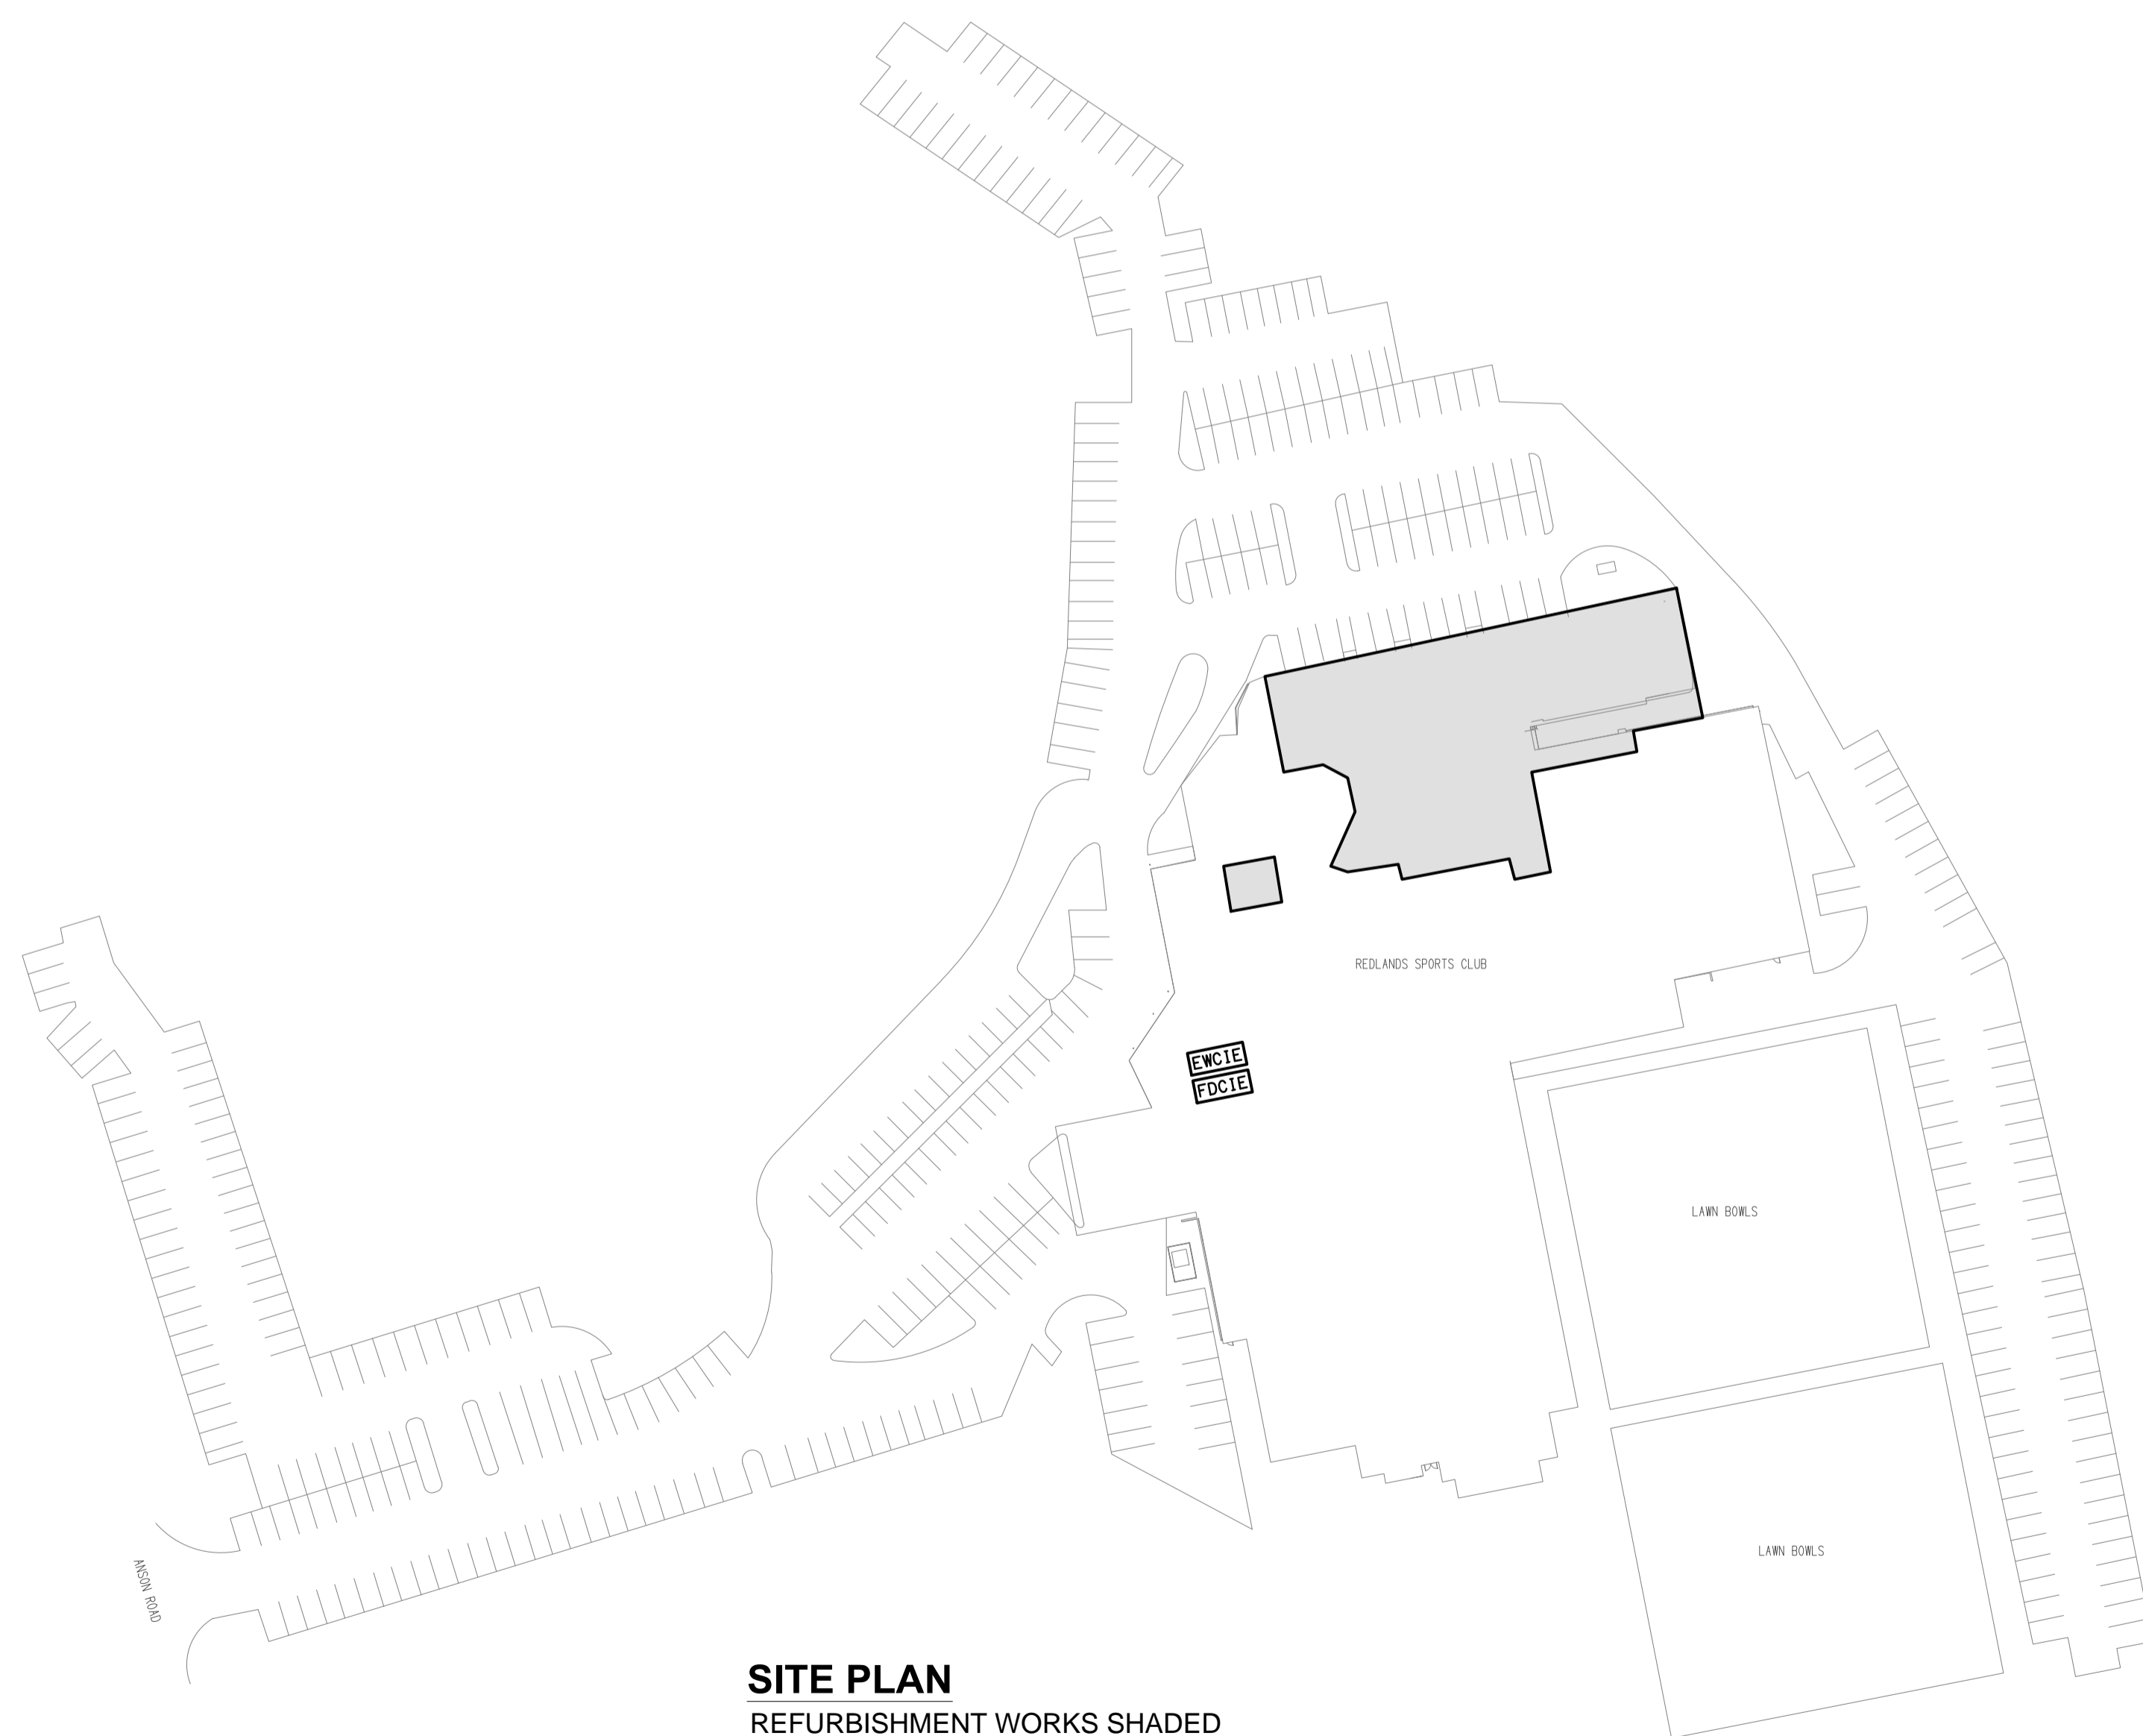 REDLANDS SPORTS CLUB
EWCIE
FDCIE
LAWN BOWLS
LAWN BOWLS
ANSON ROAD
SITE PLAN
REFURBISHMENT WORKS SHADED